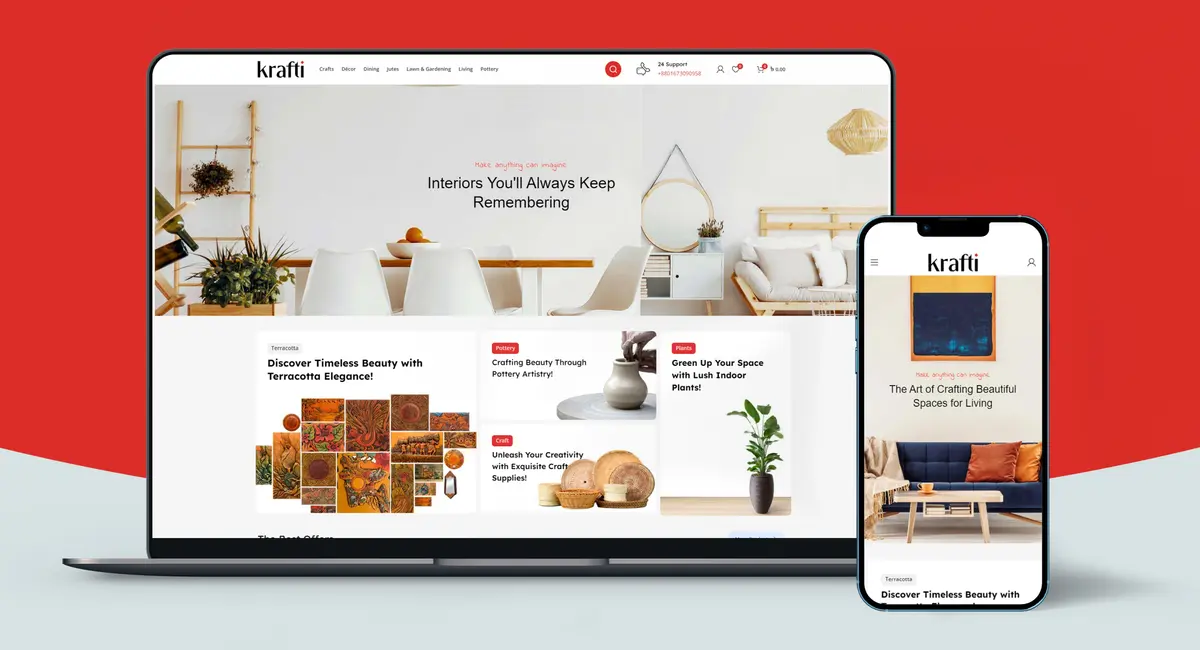 krafti
Crafts Décor Dining Jutes Lawn & Gardening Living Pottery
24 Support
+8801673090958
0
0
৳ 0.00
Make anything can imagine
Interiors You'll Always Keep
Remembering
Terracotta
Discover Timeless Beauty with
Terracotta Elegance!
Pottery
Crafting Beauty Through
Pottery Artistry!
Craft
Unleash Your Creativity
with Exquisite Craft
Supplies!
Plants
Green Up Your Space
with Lush Indoor
Plants!
The Best Offers
krafti
Make anything can imagine
The Art of Crafting Beautiful
Spaces for Living
Terracotta
Discover Timeless Beauty with